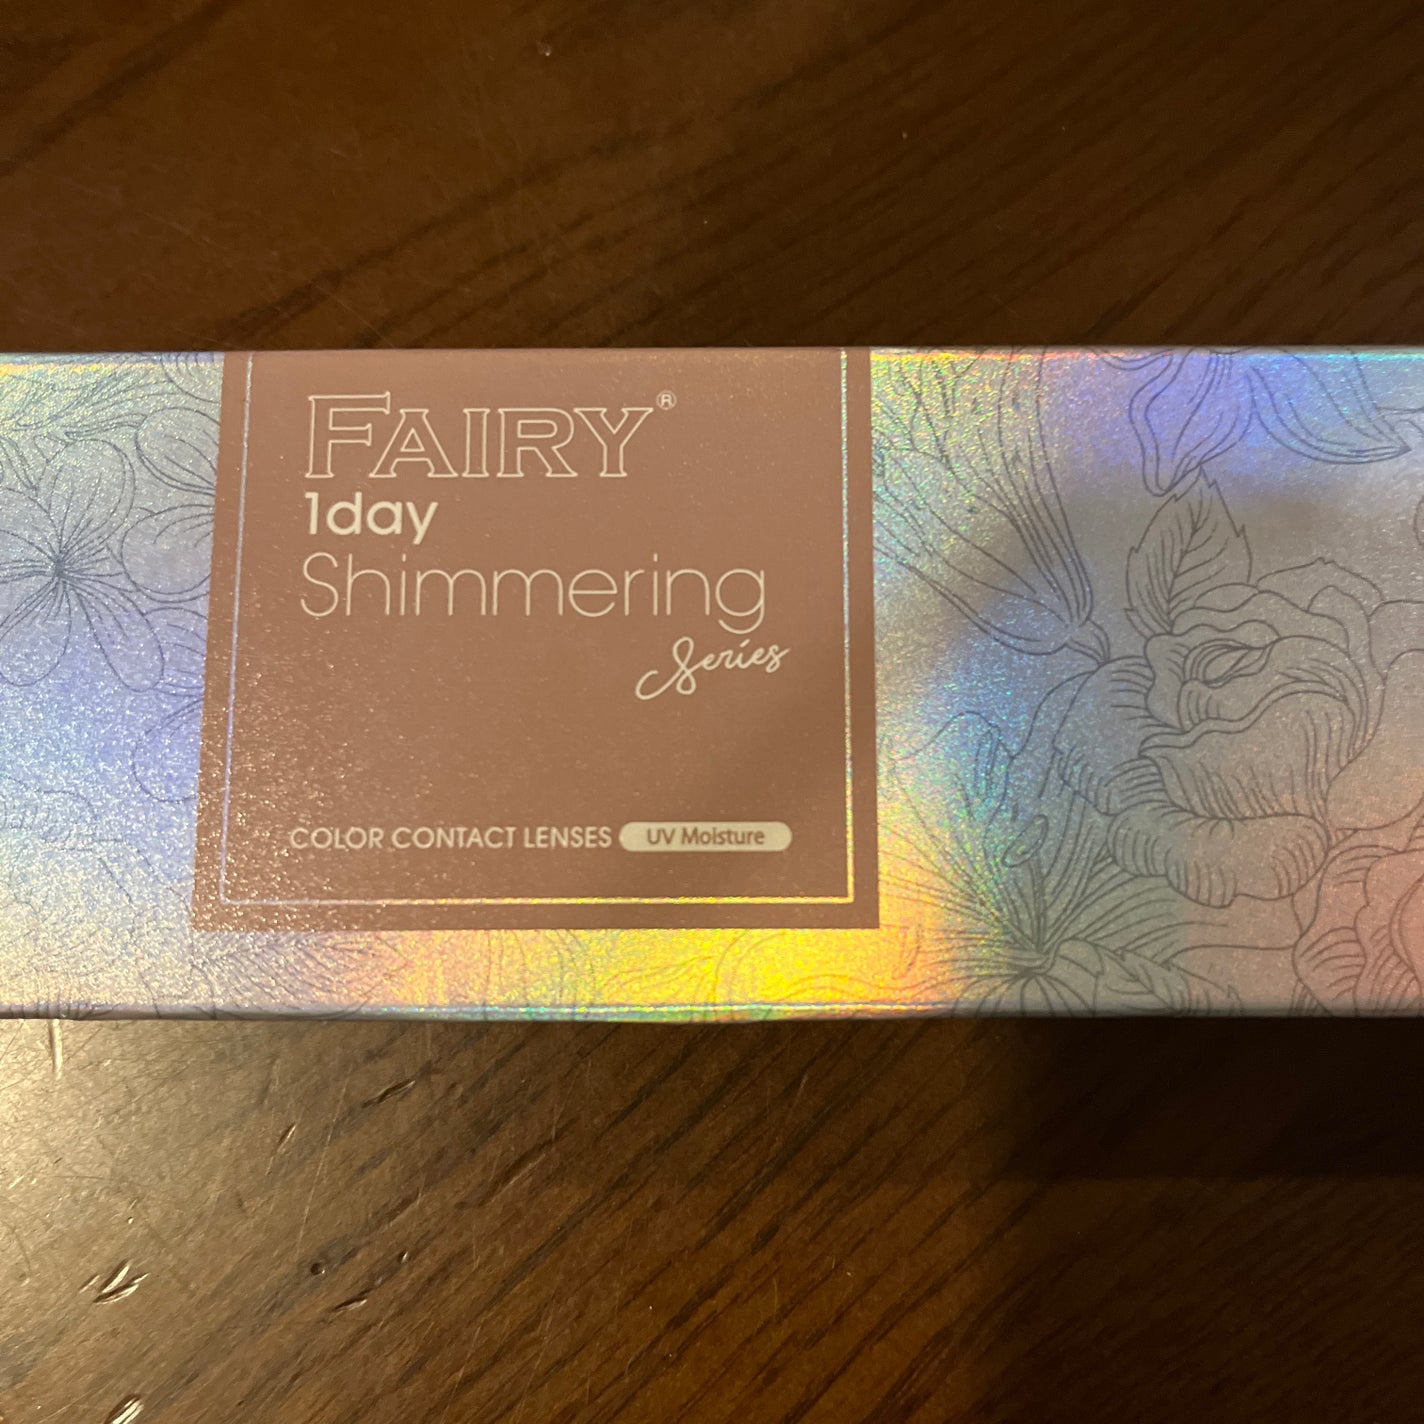 FAIRY®
1day
Shimmering
Series
COLOR CONTACT LENSES UV Moisture